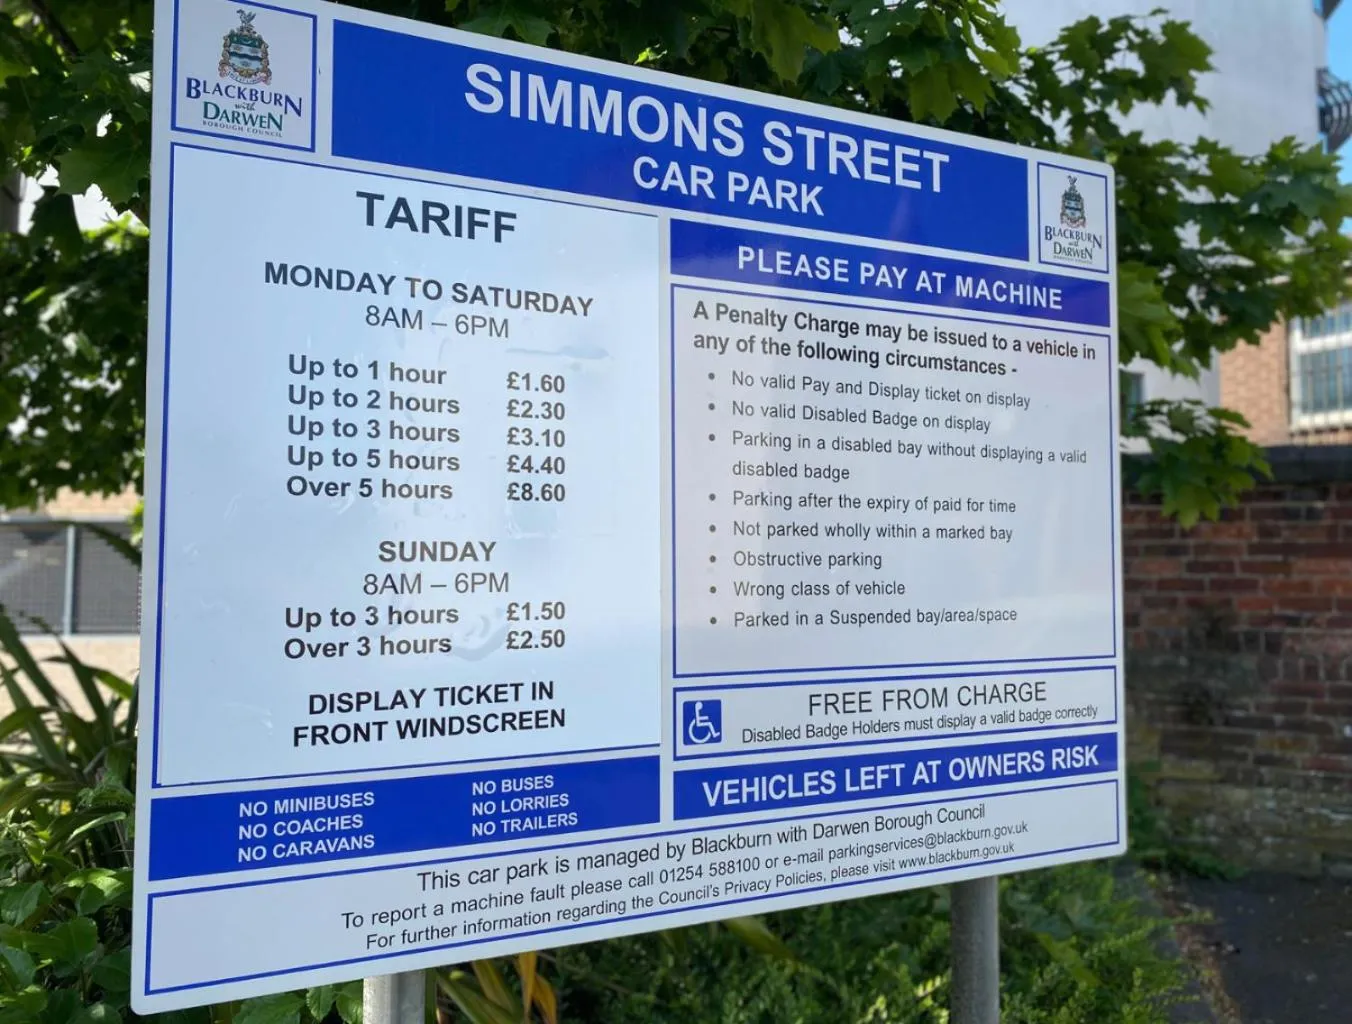 BLACKBURN
with
DARWEN
BOROUGH COUNCIL
SIMMONS STREET
CAR PARK
BLACKBURN
with
DARWEN
BOROUGH COUNCIL
TARIFF
MONDAY TO SATURDAY
8AM – 6PM
Up to 1 hour £1.60
Up to 2 hours £2.30
Up to 3 hours £3.10
Up to 5 hours £4.40
Over 5 hours £8.60
SUNDAY
8AM – 6PM
Up to 3 hours £1.50
Over 3 hours £2.50
DISPLAY TICKET IN
FRONT WINDSCREEN
NO MINIBUSES
NO COACHES
NO CARAVANS
NO BUSES
NO LORRIES
NO TRAILERS
PLEASE PAY AT MACHINE
A Penalty Charge may be issued to a vehicle in
any of the following circumstances -
• No valid Pay and Display ticket on display
• No valid Disabled Badge on display
• Parking in a disabled bay without displaying a valid
disabled badge
• Parking after the expiry of paid for time
• Not parked wholly within a marked bay
• Obstructive parking
• Wrong class of vehicle
• Parked in a Suspended bay/area/space
FREE FROM CHARGE
Disabled Badge Holders must display a valid badge correctly
VEHICLES LEFT AT OWNERS RISK
This car park is managed by Blackburn with Darwen Borough Council
To report a machine fault please call 01254 588100 or e-mail parkingservices@blackburn.gov.uk
For further information regarding the Council's Privacy Policies, please visit www.blackburn.gov.uk